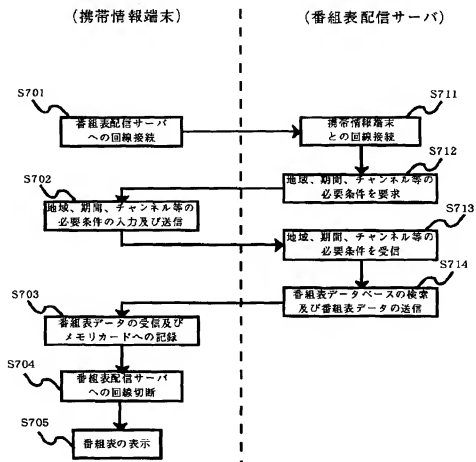 (携帯情報端末)
(番組表配信サーバ)
S701
番組表配信サーバ
への回線接続
S711
携帯情報端末
との回線接続
S712
地域、期間、チャンネル等の
必要条件を要求
S702
地域、期間、チャンネル等の
必要条件の入力及び送信
S713
地域、期間、チャンネル等の
必要条件を受信
S714
番組表データベースの検索
及び番組表データの送信
S703
番組表データの受信及び
メモリカードへの記録
S704
番組表配信サーバ
への回線切断
S705
番組表の表示